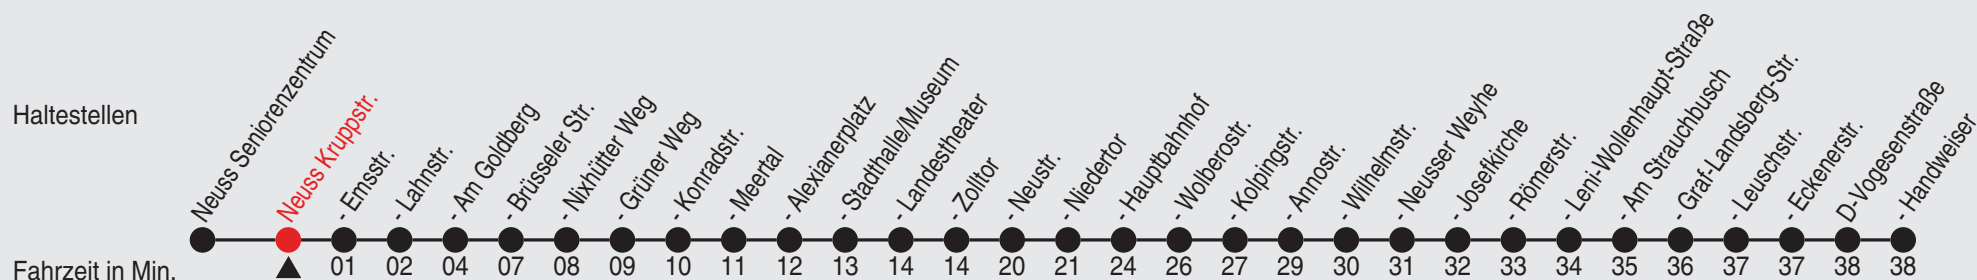 Haltestellen
Neuss Seniorenzentrum
Neuss Kruppstr.
- Emsstr.
- Lahnstr.
- Am Goldberg
- Brüsseler Str.
- Nixhütter Weg
- Grüner Weg
- Konradstr.
- Meertal
- Alexianerplatz
- Stadthalle/Museum
- Landestheater
- Zolltor
- Neustr.
- Niedertor
- Hauptbahnhof
- Wolberostr.
- Kolpingstr.
- Annostr.
- Wilhelmstr.
- Neusser Weyhe
- Josefkirche
- Römerstr.
- Leni-Wollenhaupt-Straße
- Am Strauchbusch
- Graf-Landsberg-Str.
- Leuschstr.
- Eckenerstr.
D-Vogesenstraße
- Handweiser
Fahrzeit in Min. 01 02 04 07 08 09 10 11 12 13 14 14 20 21 24 26 27 29 30 31 32 33 34 35 36 37 37 38 38